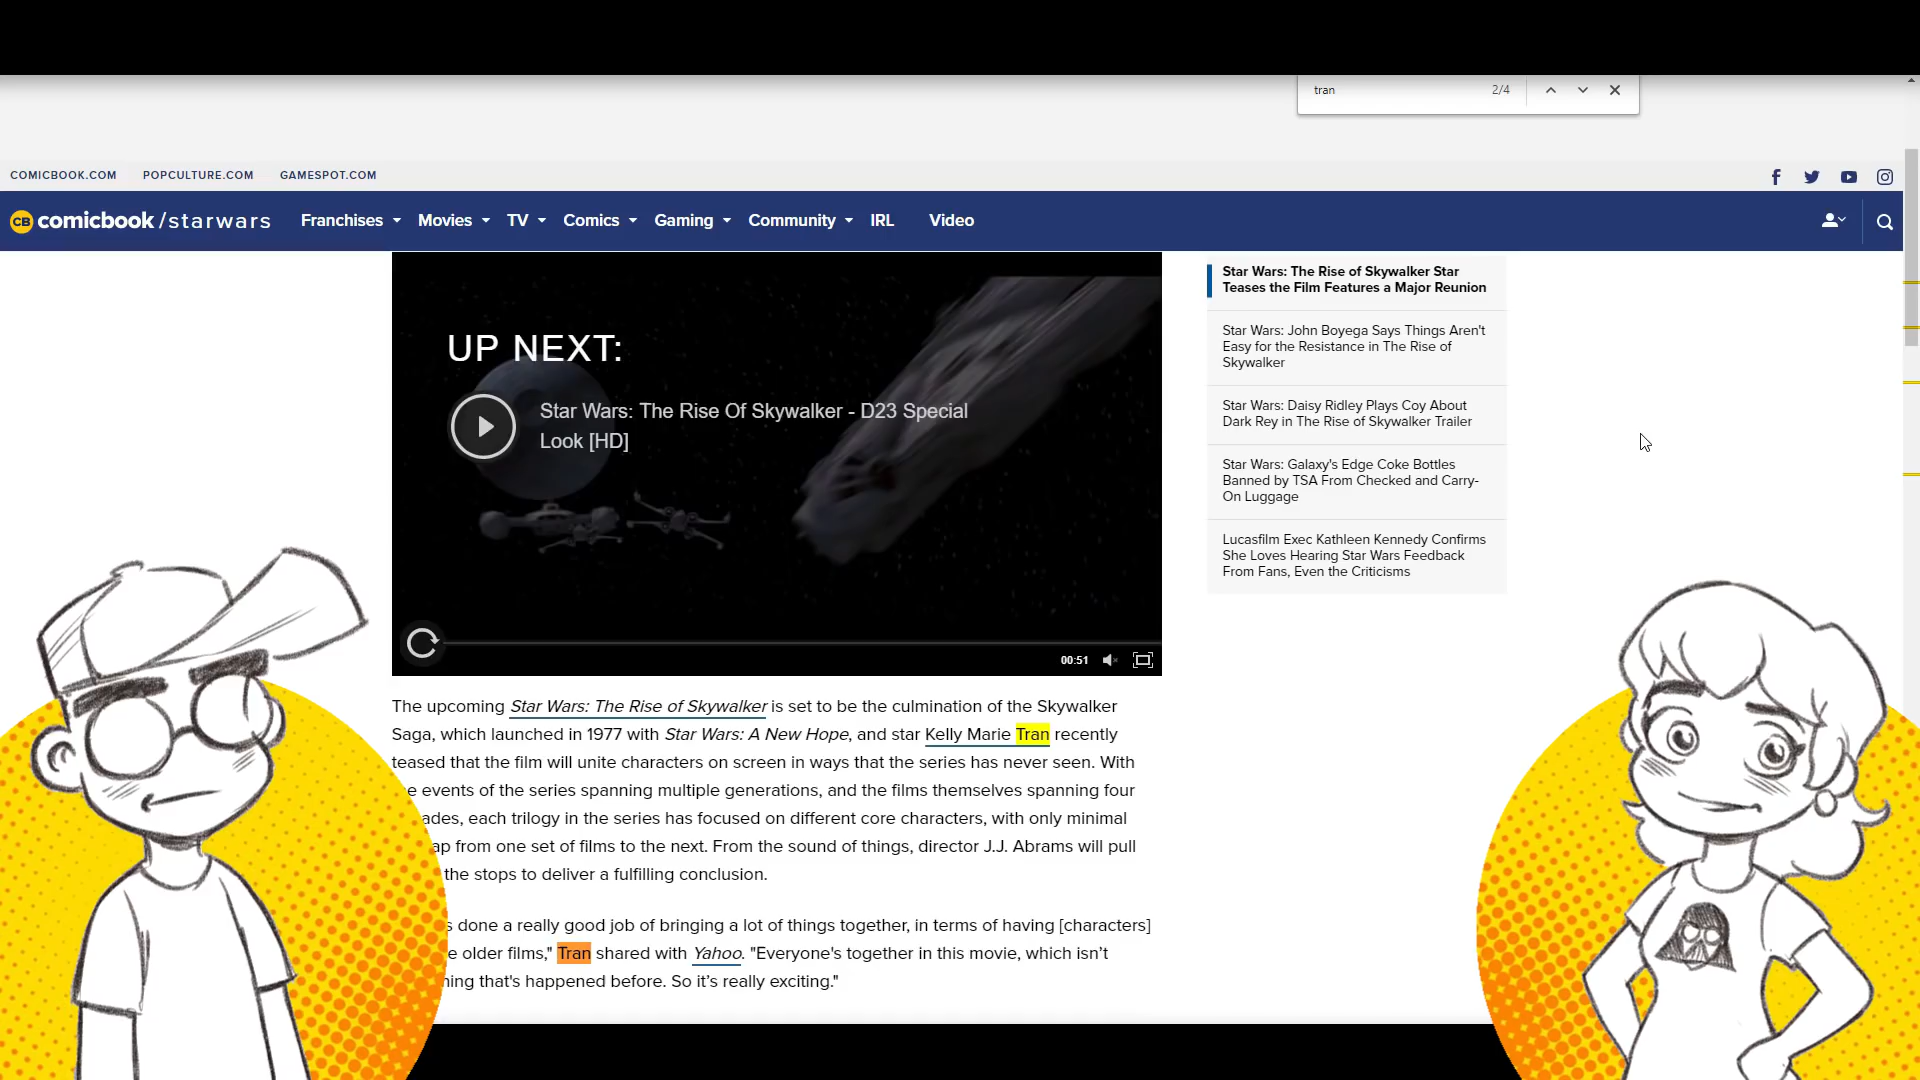 tran 2/4
COMICBOOK.COM POPCULTURE.COM GAMESPOT.COM
CB comicbook/starwars Franchises Movies TV Comics Gaming Community IRL Video
UP NEXT:
Star Wars: The Rise Of Skywalker - D23 Special
Look [HD]
00:51
Star Wars: The Rise of Skywalker Star
Teases the Film Features a Major Reunion
Star Wars: John Boyega Says Things Aren't
Easy for the Resistance in The Rise of
Skywalker
Star Wars: Daisy Ridley Plays Coy About
Dark Rey in The Rise of Skywalker Trailer
Star Wars: Galaxy's Edge Coke Bottles
Banned by TSA From Checked and Carry-
On Luggage
Lucasfilm Exec Kathleen Kennedy Confirms
She Loves Hearing Star Wars Feedback
From Fans, Even the Criticisms
The upcoming Star Wars: The Rise of Skywalker is set to be the culmination of the Skywalker
Saga, which launched in 1977 with Star Wars: A New Hope, and star Kelly Marie Tran recently
teased that the film will unite characters on screen in ways that the series has never seen. With
events of the series spanning multiple generations, and the films themselves spanning four
each trilogy in the series has focused on different core characters, with only minimal
from one set of films to the next. From the sound of things, director J.J. Abrams will pull
the stops to deliver a fulfilling conclusion.
done a really good job of bringing a lot of things together, in terms of having [characters]
older films," Tran shared with Yahoo. "Everyone's together in this movie, which isn't
that's happened before. So it's really exciting."